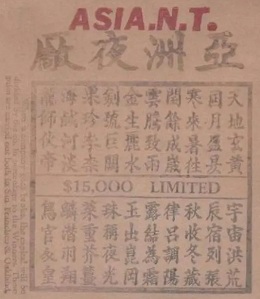 ASIA.N.T.
亞洲夜廠
天地玄黃
日月盈昃
寒來暑往
閏餘成歲
雲騰致雨
金生麗水
劍號巨闕
果珍李柰
海鹹河淡
龍師火帝
$15,000 LIMITED
宇宙洪荒
辰宿列張
秋收冬藏
律呂調陽
露結為霜
玉出崑岡
珠稱夜光
菜重芥薑
鱗潛羽翔
鳥官人皇